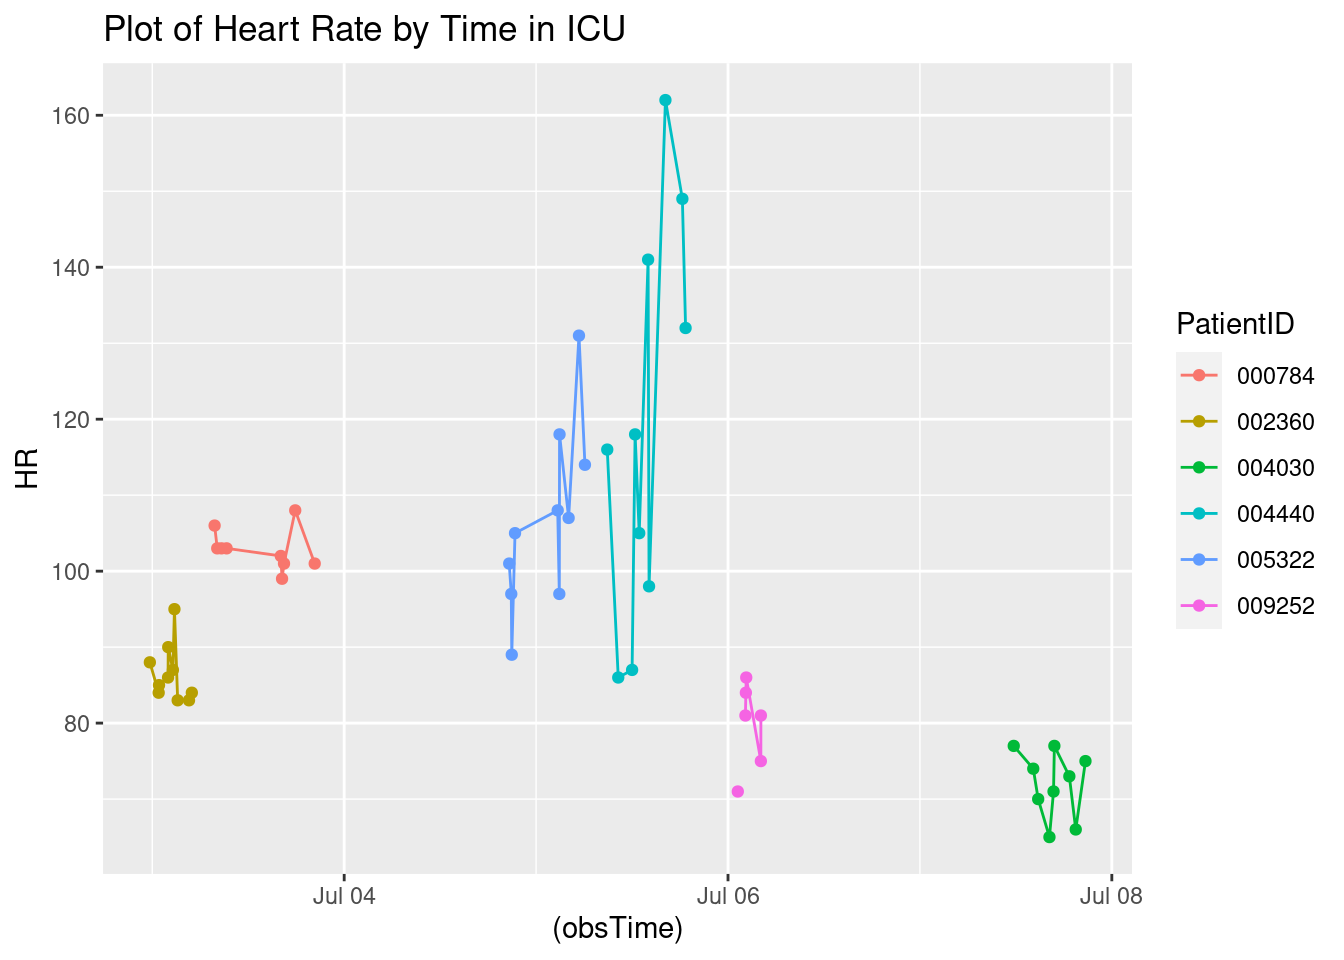 Plot of Heart Rate by Time in ICU
160
140
120
100
80
HR
Jul 04
Jul 06
Jul 08
(obsTime)
PatientID
000784
002360
004030
004440
005322
009252